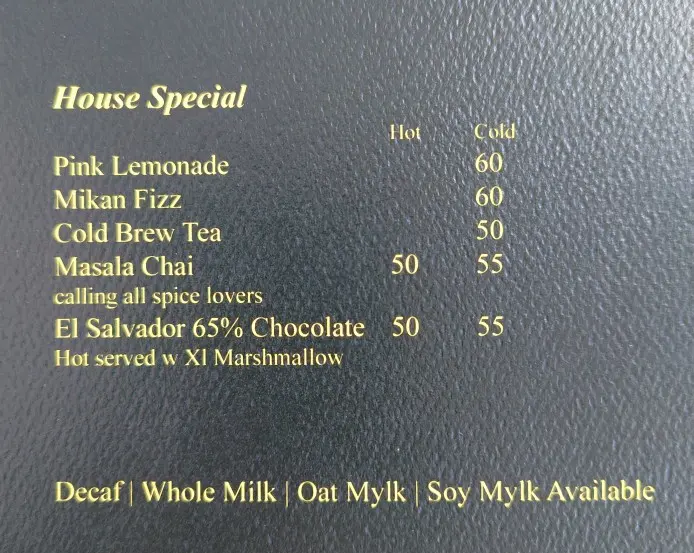 House Special
Hot Cold
Pink Lemonade 60
Mikan Fizz 60
Cold Brew Tea 50
Masala Chai 50 55
calling all spice lovers
El Salvador 65% Chocolate 50 55
Hot served w Xl Marshmallow
Decaf | Whole Milk | Oat Mylk | Soy Mylk Available